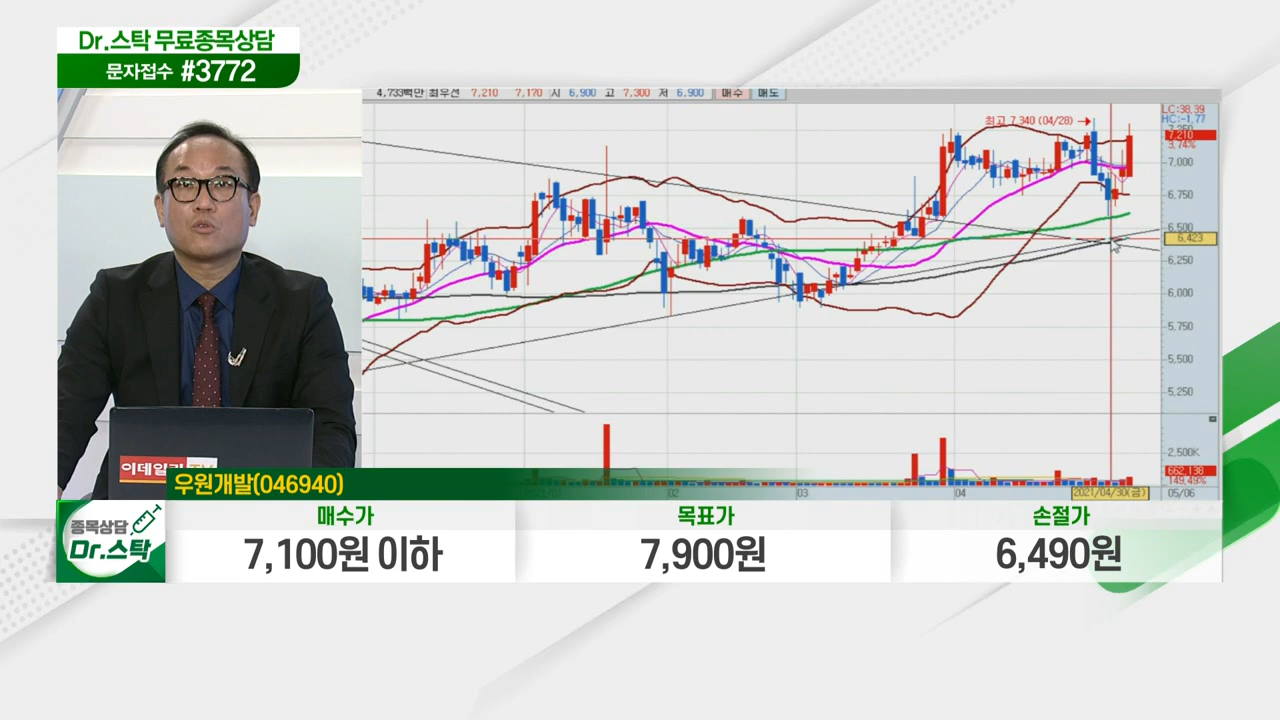 Dr.스탁 무료종목상담
문자접수 #3772
4,733백만 최우선 7,210 7,170 시 6,900 고 7,300 저 6,900 매수 매도
LC:38.39
HC:-1.77
최고 7,340 (04/28)
7,250
7,210
3.74%
7,000
6,750
6,500
6,423
6,250
6,000
5,750
5,500
5,250
2,500K
662,138
149.49%
02
03
04
2021/04/30(금)
05/06
이데일리 TV
우원개발(046940)
종목상담
Dr.스탁
매수가
7,100원 이하
목표가
7,900원
손절가
6,490원